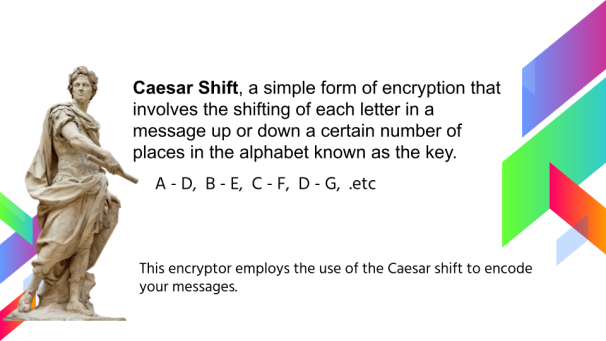 Caesar Shift, a simple form of encryption that
involves the shifting of each letter in a
message up or down a certain number of
places in the alphabet known as the key.
A - D, B - E, C - F, D - G, .etc
This encryptor employs the use of the Caesar shift to encode
your messages.